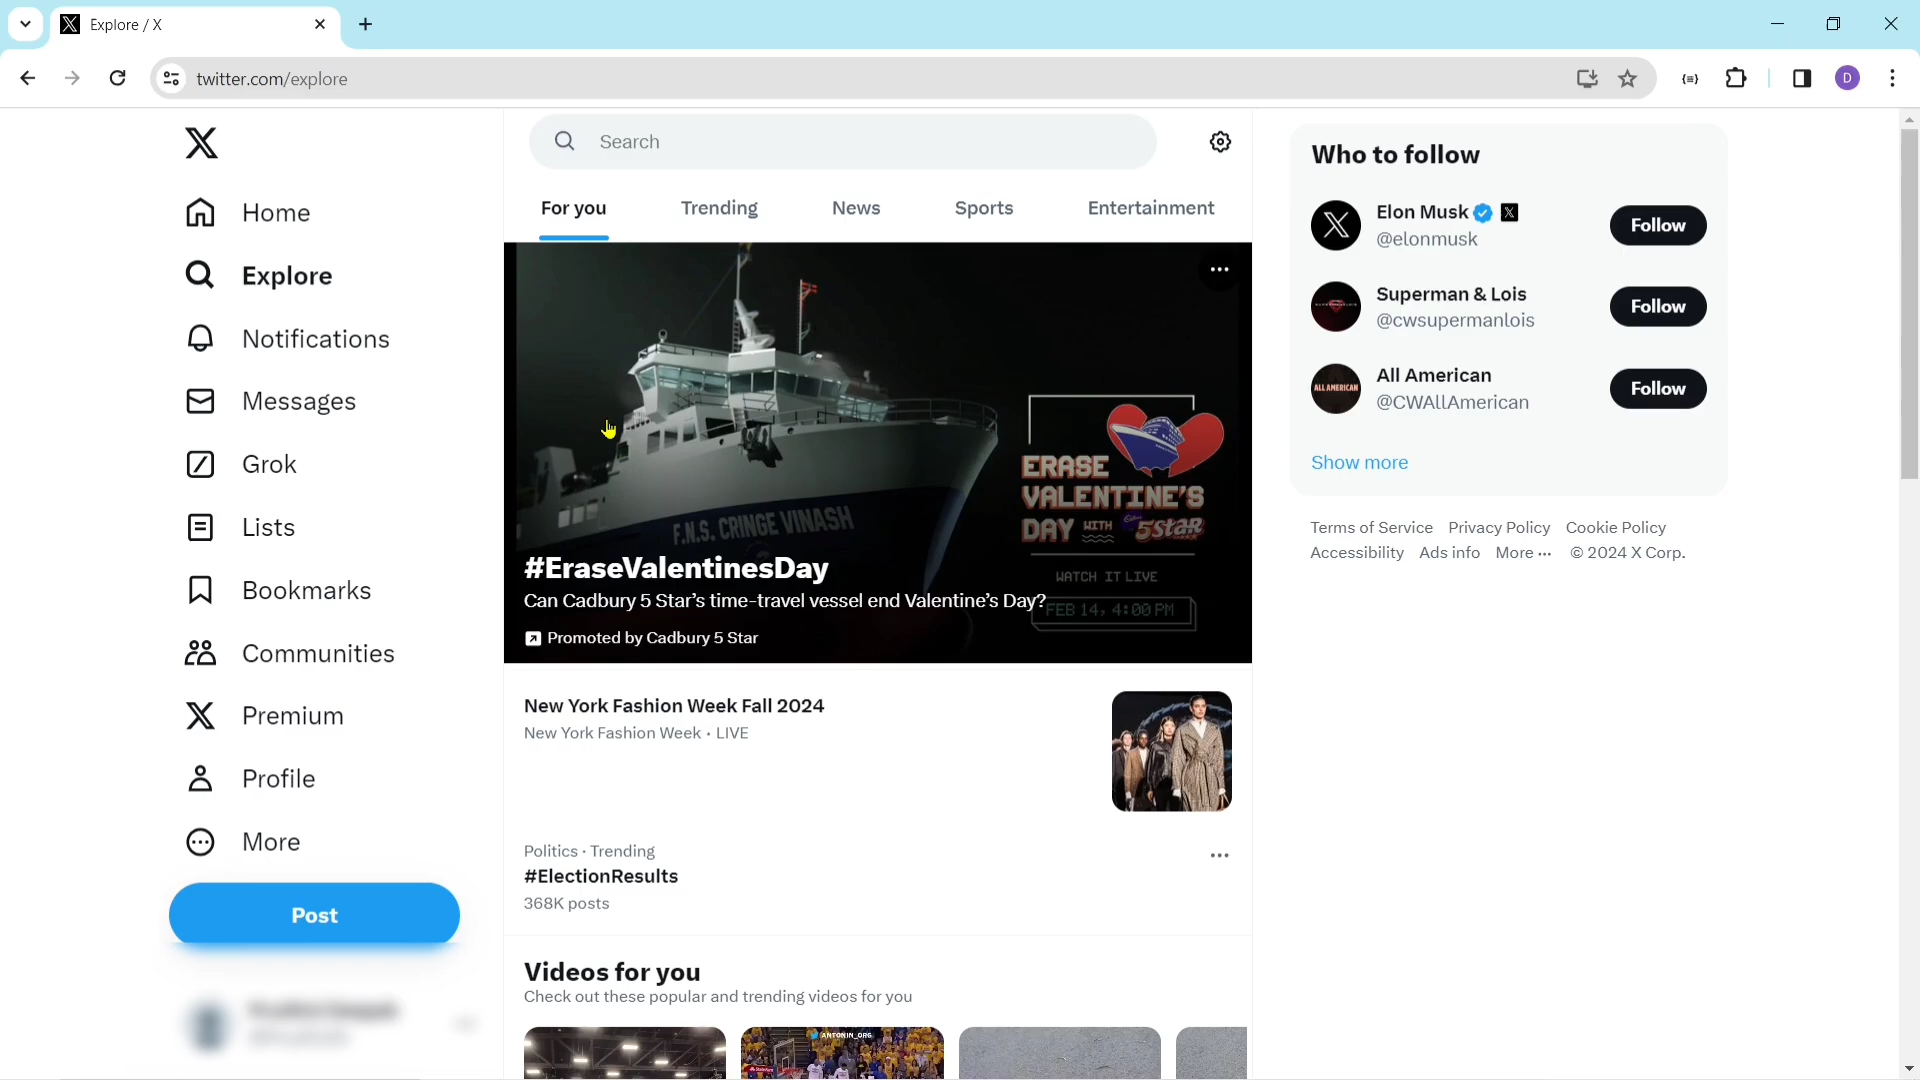 Explore / X
twitter.com/explore
D
Home
Explore
Notifications
Messages
Grok
Lists
Bookmarks
Communities
Premium
Profile
More
Post
Search
For you
Trending
News
Sports
Entertainment
F.N.S. CRINGE VINASH
ERASE
VALENTINE'S
DAY WITH Cadbury 5Star
WATCH IT LIVE
FEB 14, 4:00 PM
#EraseValentinesDay
Can Cadbury 5 Star's time-travel vessel end Valentine's Day?
Promoted by Cadbury 5 Star
New York Fashion Week Fall 2024
New York Fashion Week · LIVE
Politics · Trending
#ElectionResults
368K posts
Videos for you
Check out these popular and trending videos for you
ANTONIN_ORG
Who to follow
Elon Musk
@elonmusk
Follow
Superman & Lois
@cwsupermanlois
Follow
ALL AMERICAN
All American
@CWAllAmerican
Follow
Show more
Terms of Service Privacy Policy Cookie Policy
Accessibility Ads info More ··· © 2024 X Corp.